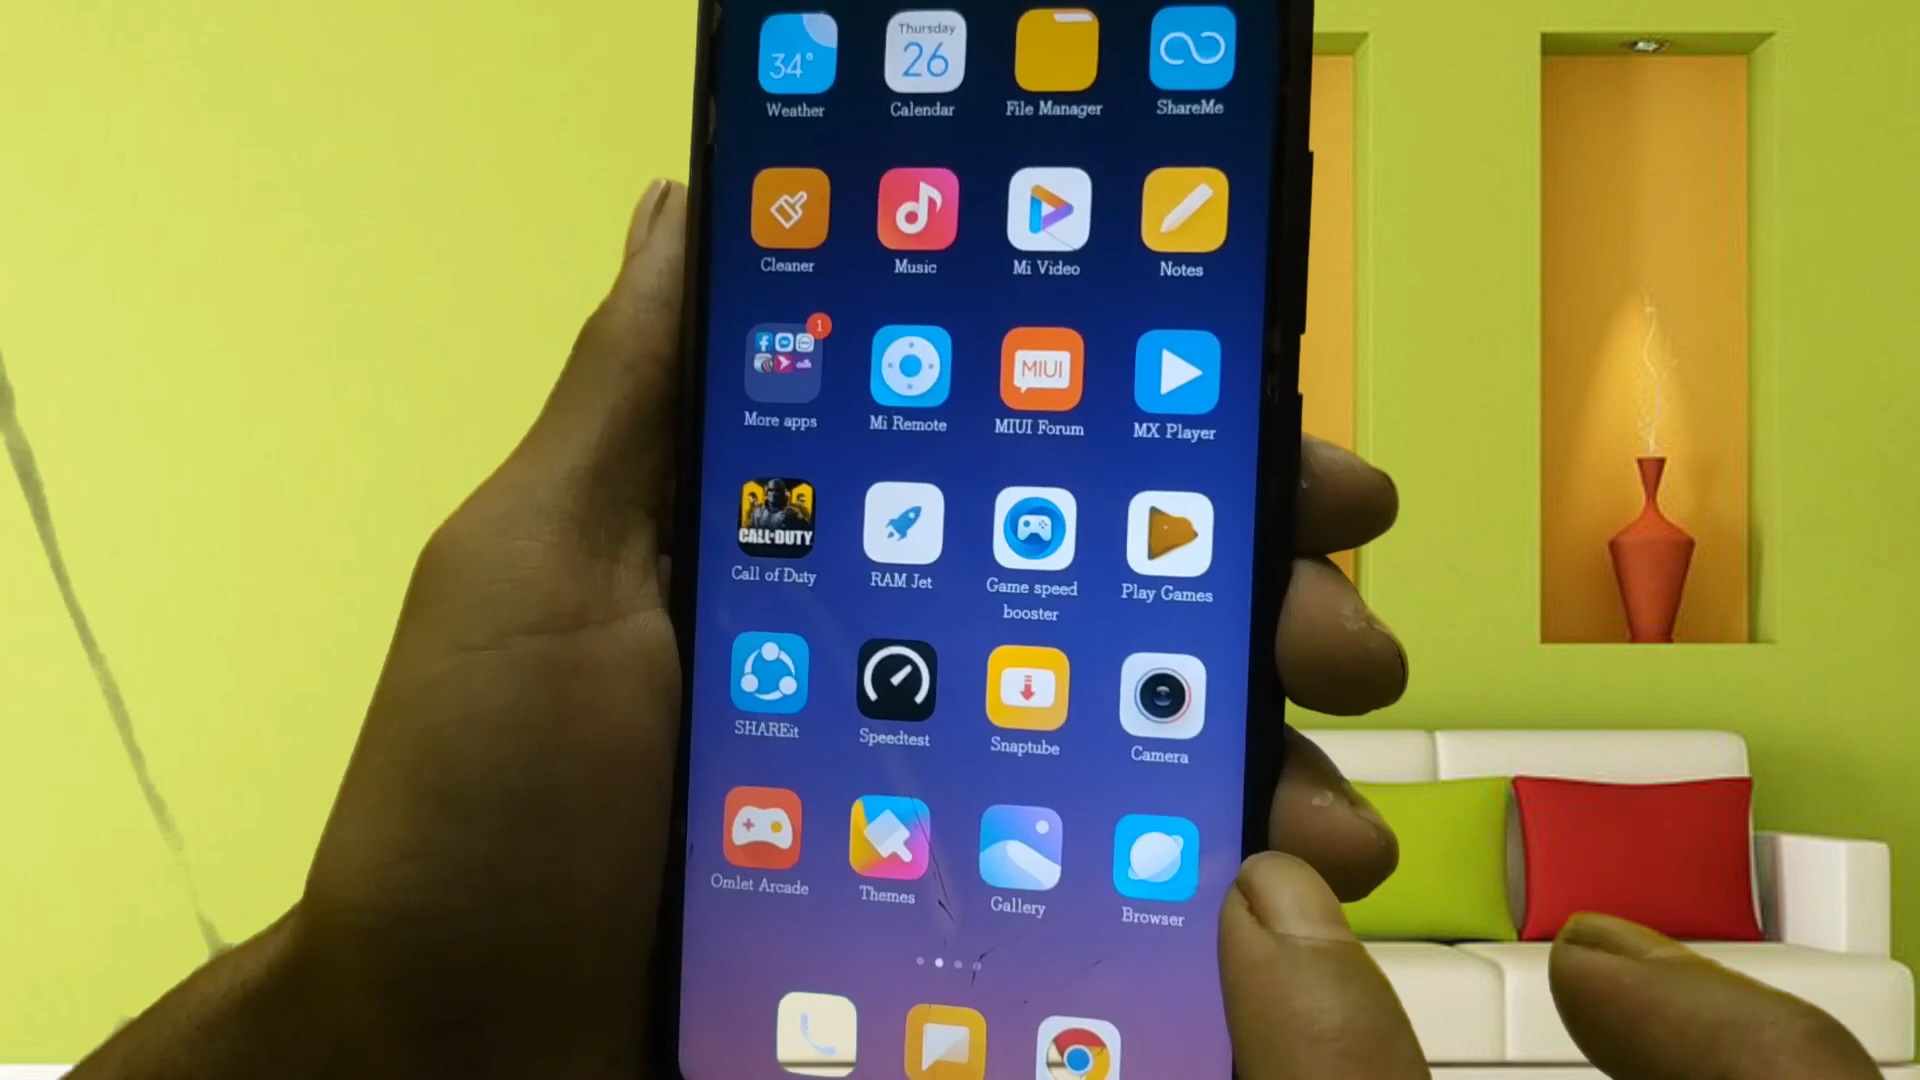 34°
Thursday
26
Weather
Calendar
File Manager
ShareMe
Cleaner
Music
Mi Video
Notes
1
MIUI
More apps
Mi Remote
MIUI Forum
MX Player
CALL OF DUTY
Call of Duty
RAM Jet
Game speed
booster
Play Games
SHAREit
Speedtest
Snaptube
Camera
Omlet Arcade
Themes
Gallery
Browser